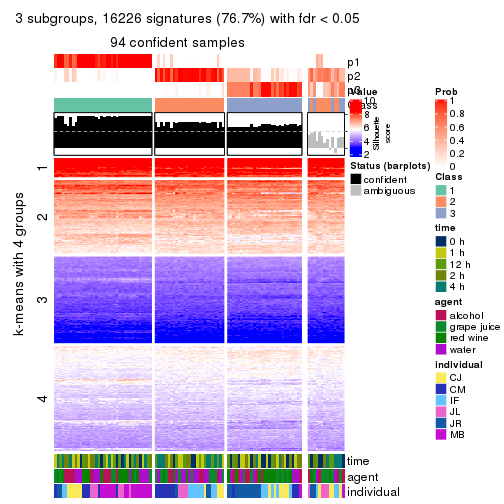 3 subgroups, 16226 signatures (76.7%) with fdr < 0.05
94 confident samples
p1
p2
Class
Value
10
8
6
4
2
Silhouette
score
Status (barplots)
confident
ambiguous
Prob
1
0.8
0.6
0.4
0.2
0
Class
1
2
3
time
0 h
1 h
12 h
2 h
4 h
agent
alcohol
grape juice
red wine
water
individual
CJ
CM
IF
JL
JR
MB
k-means with 4 groups
1
2
3
4
time
agent
individual